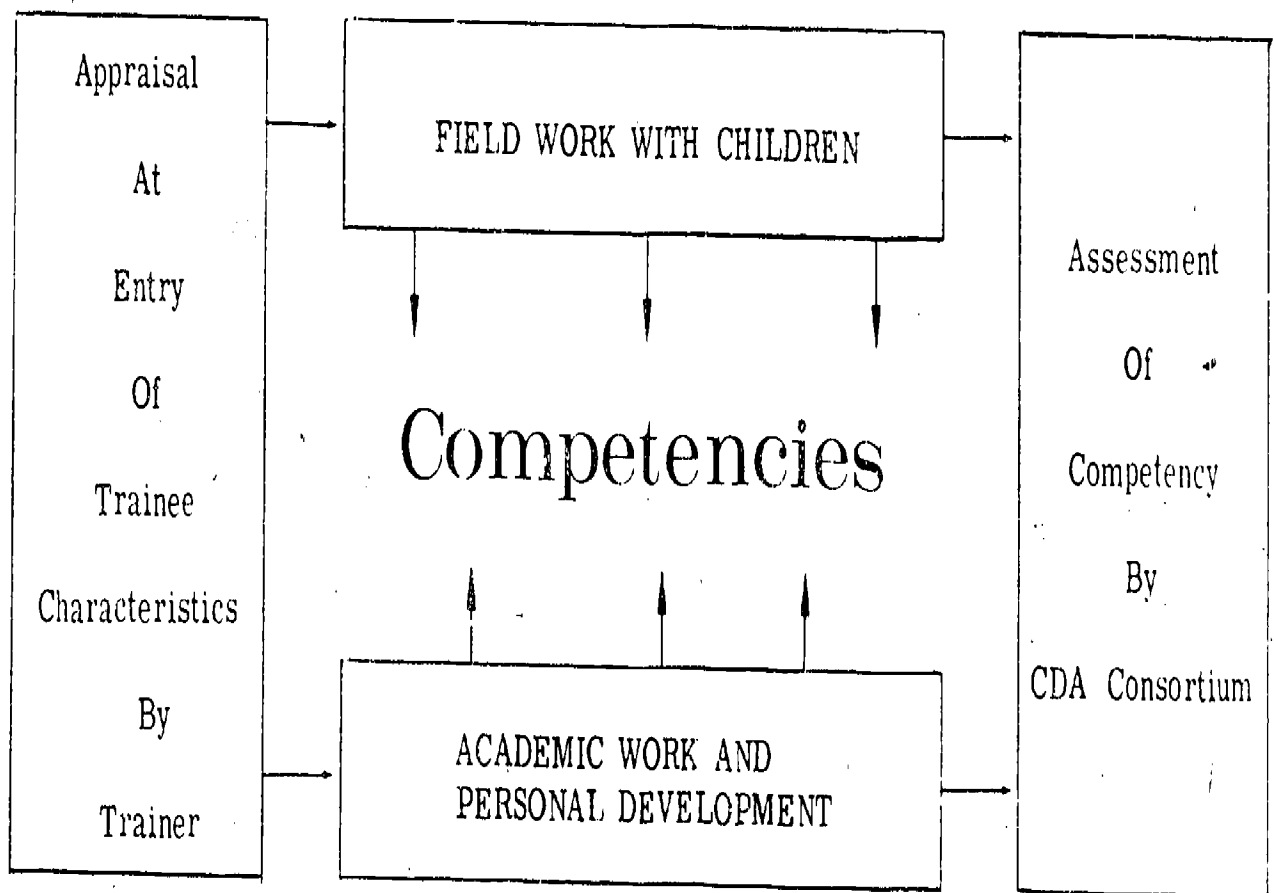 Appraisal
At
Entry
Of
Trainee
Characteristics
By
Trainer
FIELD WORK WITH CHILDREN
Competencies
ACADEMIC WORK AND
PERSONAL DEVELOPMENT
Assessment
Of
Competency
By
CDA Consortium